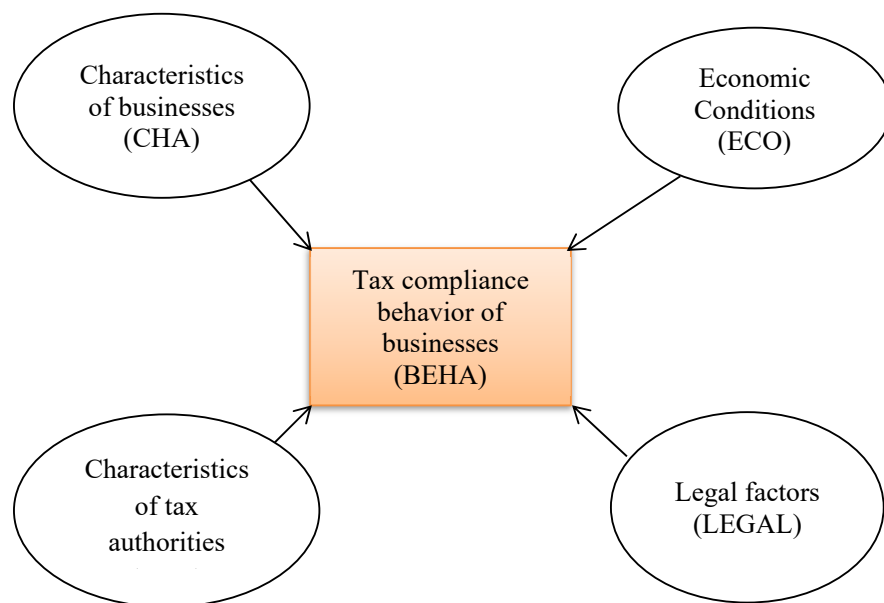 Characteristics
of businesses
(CHA)
Economic
Conditions
(ECO)
Tax compliance
behavior of
businesses
(BEHA)
Characteristics
of tax
authorities
Legal factors
(LEGAL)